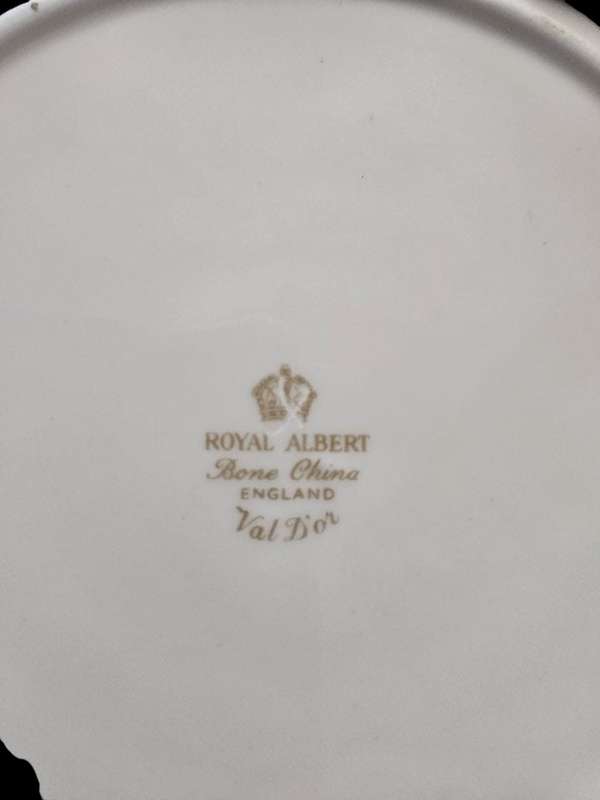 ROYAL ALBERT
Bone China
ENGLAND
Val D'or